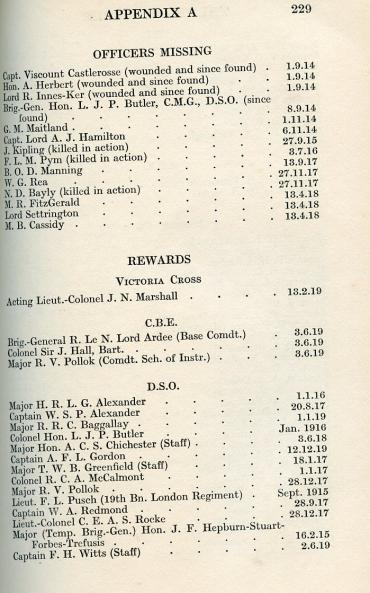 APPENDIX A 229
OFFICERS MISSING
Capt. Viscount Castlerosse (wounded and since found) . 1.9.14
Hon. A. Herbert (wounded and since found) . . 1.9.14
Lord R. Innes-Ker (wounded and since found) . . 1.9.14
Brig.-Gen. Hon. L. J. P. Butler, C.M.G., D.S.O. (since
found) . . . . . . 8.9.14
G. M. Maitland . . . . . 1.11.14
Capt. Lord A. J. Hamilton . . . . 6.11.14
J. Kipling (killed in action) . . . . 27.9.15
F. L. M. Pym (killed in action) . . . . 3.7.16
B. O. D. Manning . . . . . 13.9.17
W. G. Rea . . . . . 27.11.17
N. D. Bayly (killed in action) . . . . 27.11.17
M. R. FitzGerald . . . . . 13.4.18
Lord Settrington . . . . . 13.4.18
M. B. Cassidy . . . . . 13.4.18
REWARDS
VICTORIA CROSS
Acting Lieut.-Colonel J. N. Marshall . . . . 13.2.19
C.B.E.
Brig.-General R. Le N. Lord Ardee (Base Comdt.) . . 3.6.19
Colonel Sir J. Hall, Bart. . . . . . 3.6.19
Major R. V. Pollok (Comdt. Sch. of Instr.) . . . 3.6.19
D.S.O.
Major H. R. L. G. Alexander . . . . 1.1.16
Captain W. S. P. Alexander . . . . 20.8.17
Major R. R. C. Baggallay . . . . 1.1.19
Colonel Hon. L. J. P. Butler . . . . Jan. 1916
Major Hon. A. C. S. Chichester (Staff) . . . 3.6.18
Captain A. F. L. Gordon . . . . 12.12.19
Major T. W. B. Greenfield (Staff) . . . 18.1.17
Colonel R. C. A. McCalmont . . . . 1.1.17
Major R. V. Pollok . . . . . 28.12.17
Lieut. F. L. Pusch (19th Bn. London Regiment) . . Sept. 1915
Captain W. A. Redmond . . . . 28.9.17
Lieut.-Colonel C. E. A. S. Rocke . . . . 28.12.17
Major (Temp. Brig.-Gen.) Hon. J. F. Hepburn-Stuart-
Forbes-Trefusis . . . . . 16.2.15
Captain F. H. Witts (Staff) . . . . 2.6.19